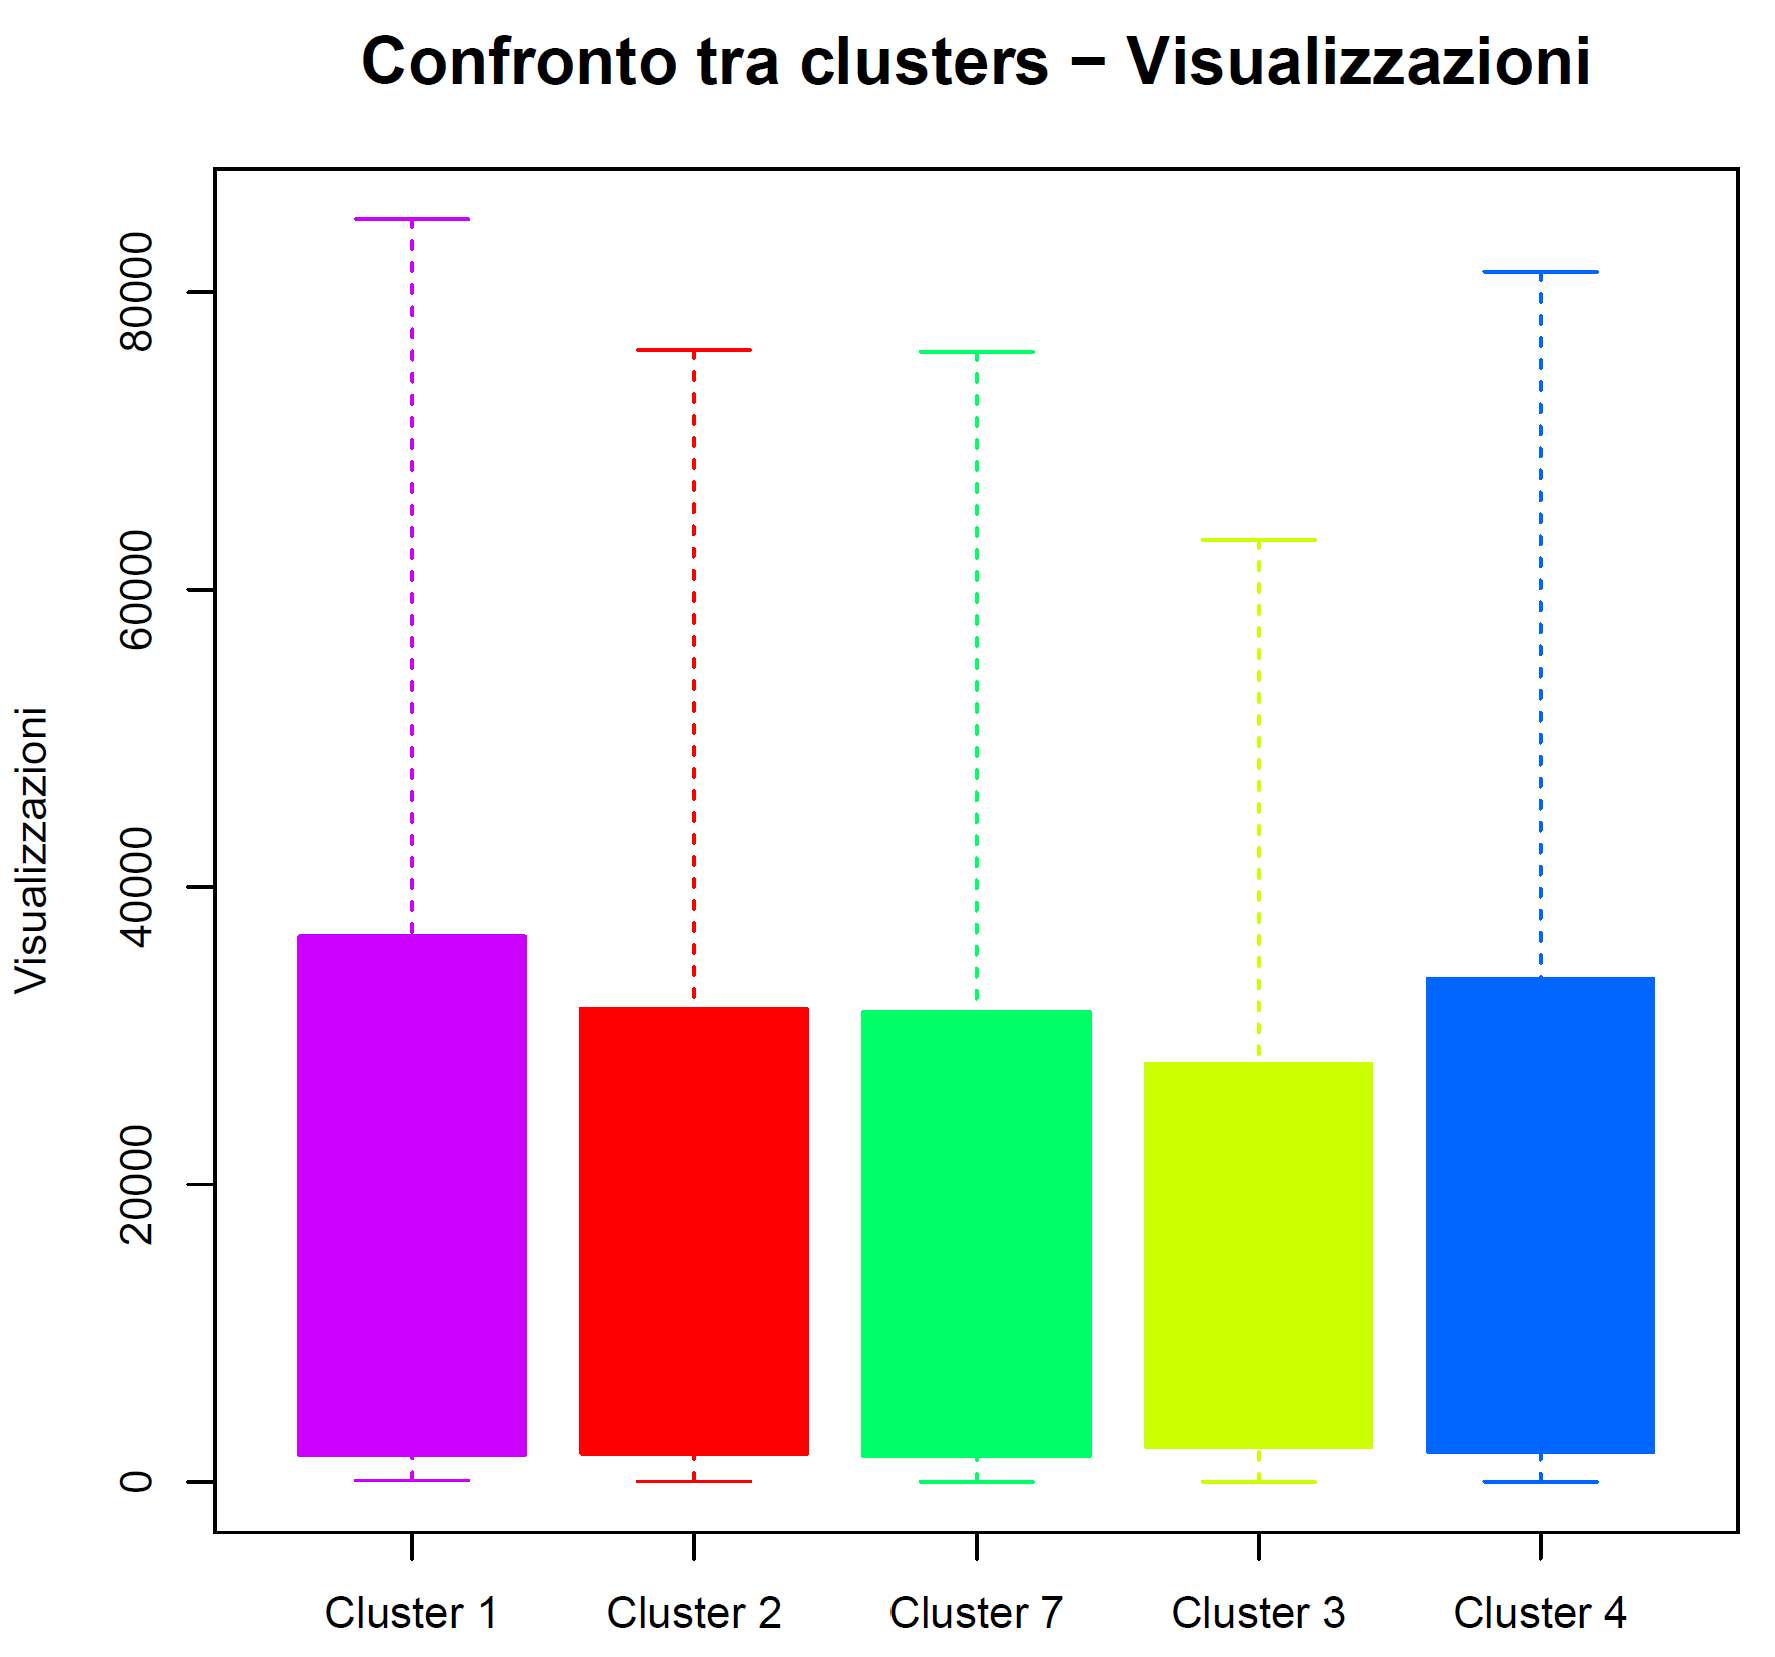 Confronto tra clusters − Visualizzazioni
Visualizzazioni
80000
60000
40000
20000
0
Cluster 1
Cluster 2
Cluster 7
Cluster 3
Cluster 4